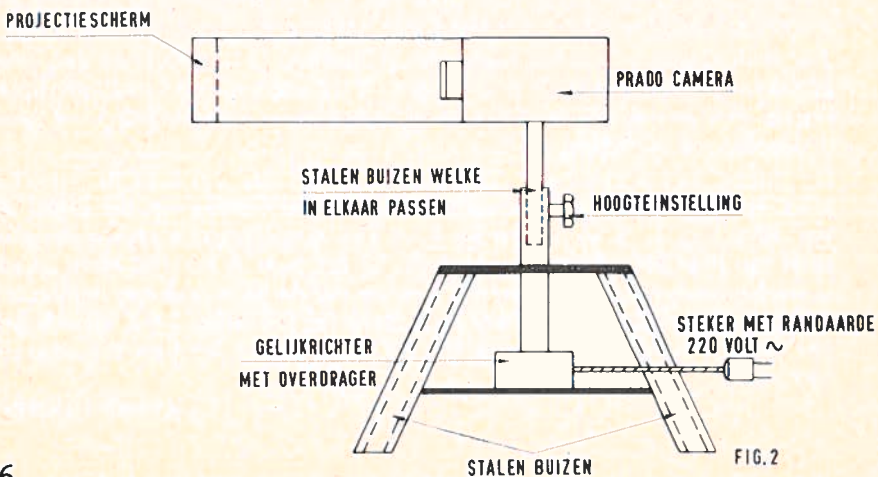 PROJECTIESCHERM
PRADO CAMERA
STALEN BUIZEN WELKE
IN ELKAAR PASSEN
HOOGTEINSTELLING
STEKER MET RANDAARDE
220 VOLT ~
GELIJKRICHTER
MET OVERDRAGER
STALEN BUIZEN
FIG.2
6